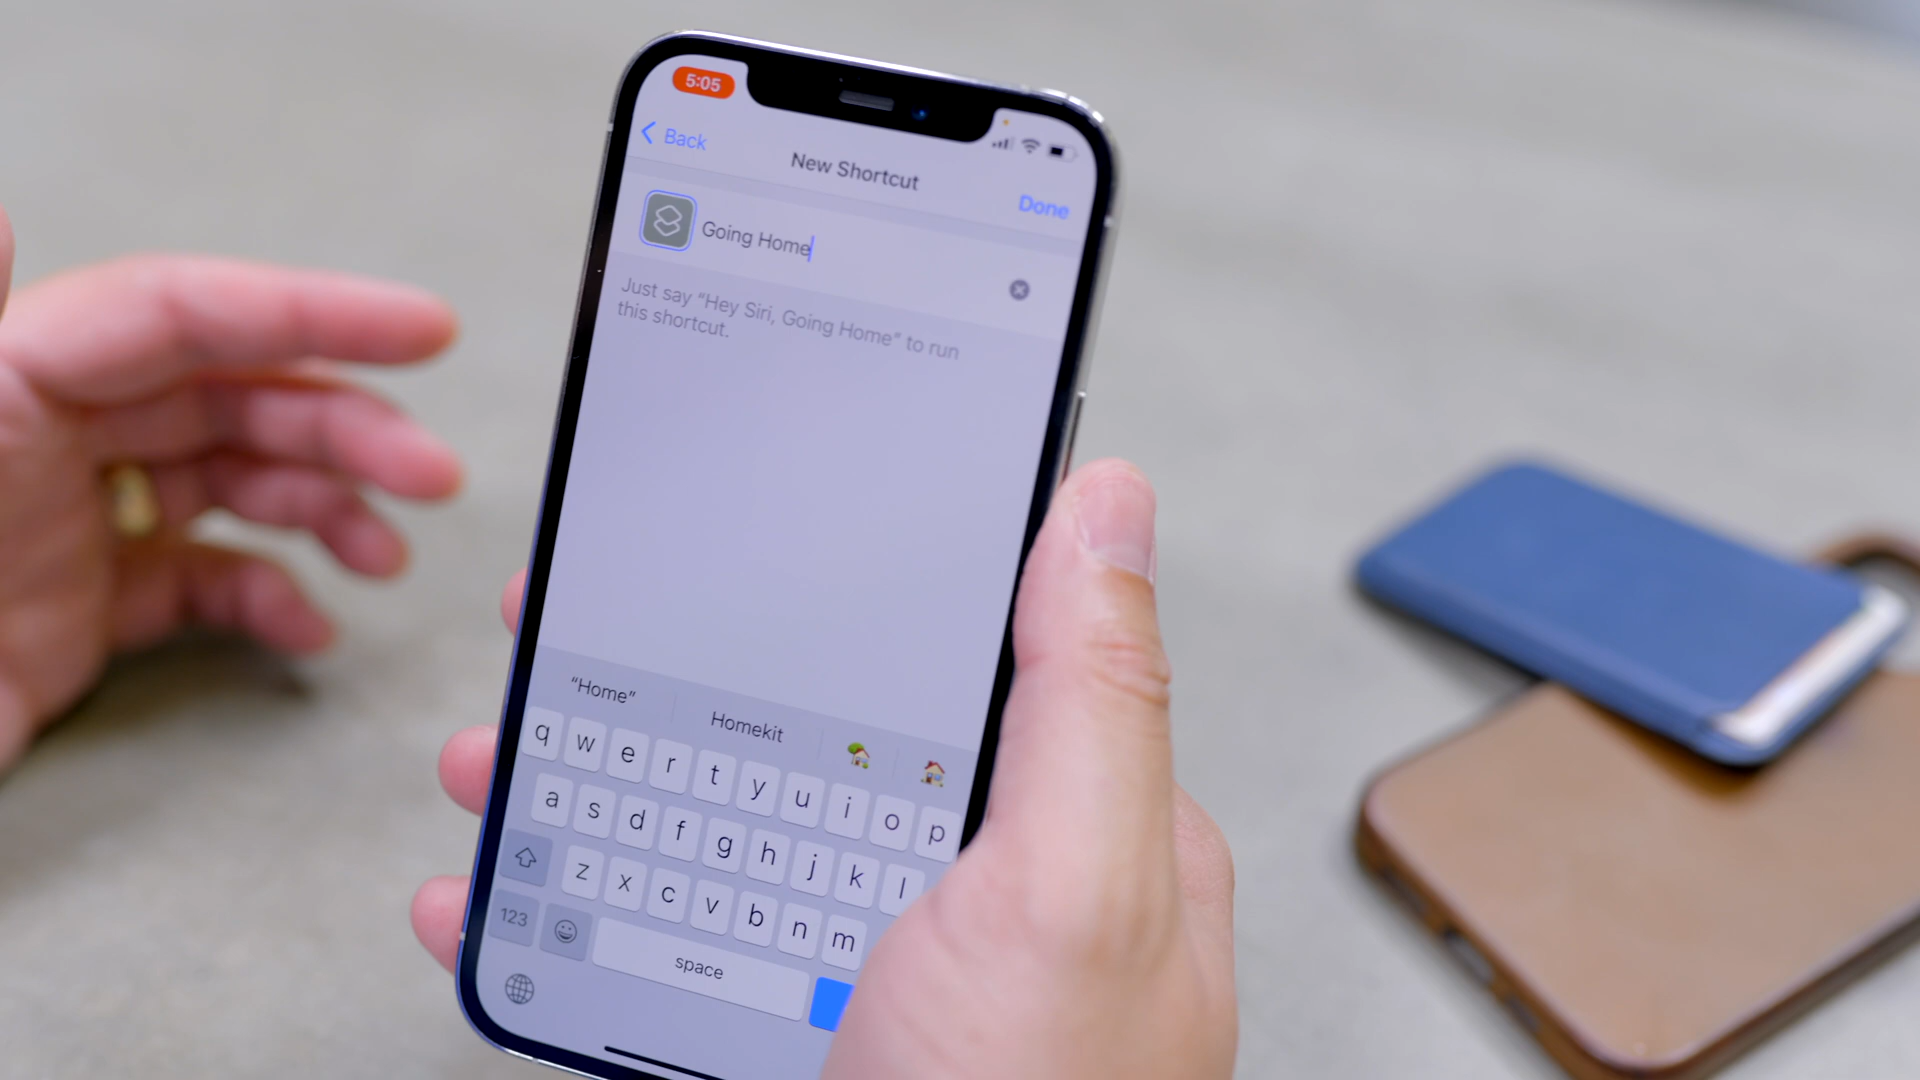 5:05
Back
New Shortcut
Done
Going Home
Just say “Hey Siri, Going Home” to run
this shortcut.
“Home”
Homekit
q w e r t y u i o p
a s d f g h j k l
z x c v b n m
123
space